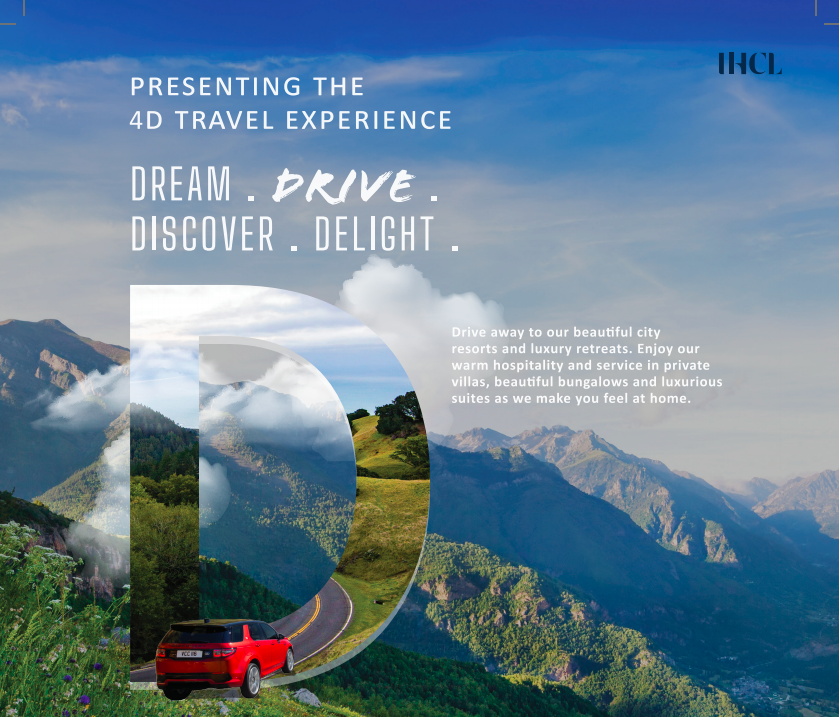 IHCL
PRESENTING THE
4D TRAVEL EXPERIENCE
DREAM . DRIVE .
DISCOVER . DELIGHT .
Drive away to our beautiful city
resorts and luxury retreats. Enjoy our
warm hospitality and service in private
villas, beautiful bungalows and luxurious
suites as we make you feel at home.